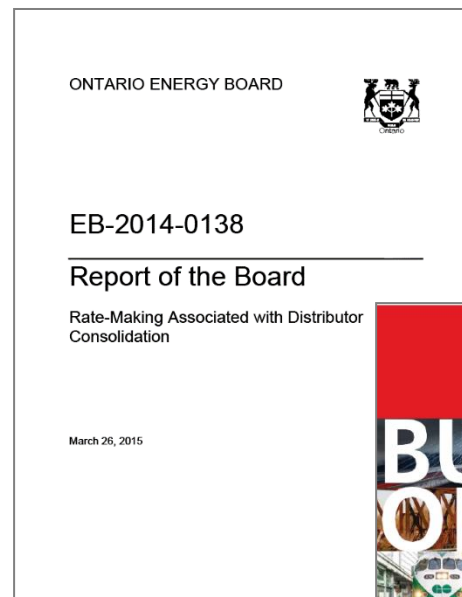 ONTARIO ENERGY BOARD
Ontario
EB-2014-0138
Report of the Board
Rate-Making Associated with Distributor
Consolidation
March 26, 2015
BU
O